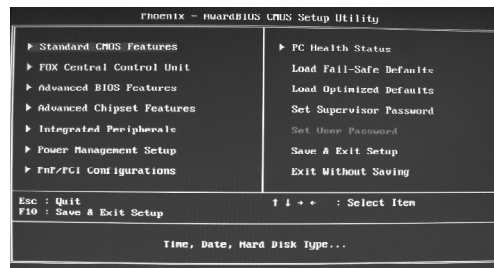 Phoenix - AwardBIOS CMOS Setup Utility
▶ Standard CMOS Features
▶ FOX Central Control Unit
▶ Advanced BIOS Features
▶ Advanced Chipset Features
▶ Integrated Peripherals
▶ Power Management Setup
▶ PnP/PCI Configurations
▶ PC Health Status
Load Fail-Safe Defaults
Load Optimized Defaults
Set Supervisor Password
Set User Password
Save & Exit Setup
Exit Without Saving
Esc : Quit
F10 : Save & Exit Setup
↑ ↓ → ← : Select Item
Time, Date, Hard Disk Type...